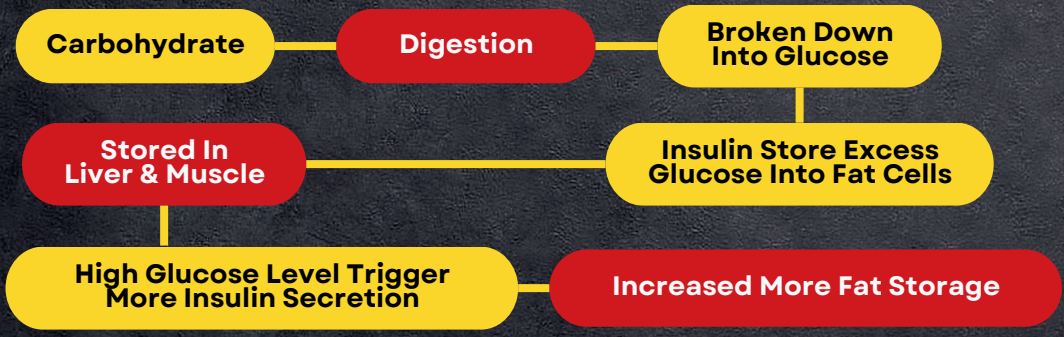 Carbohydrate
Digestion
Broken Down
Into Glucose
Insulin Store Excess
Glucose Into Fat Cells
Stored In
Liver & Muscle
High Glucose Level Trigger
More Insulin Secretion
Increased More Fat Storage